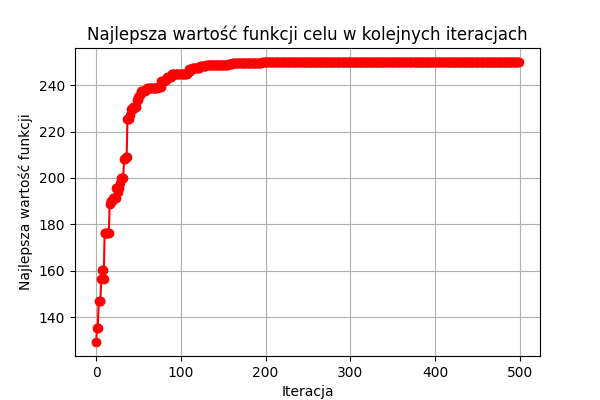 Najlepsza wartość funkcji celu w kolejnych iteracjach
Najlepsza wartość funkcji
240
220
200
180
160
140
0 100 200 300 400 500
Iteracja